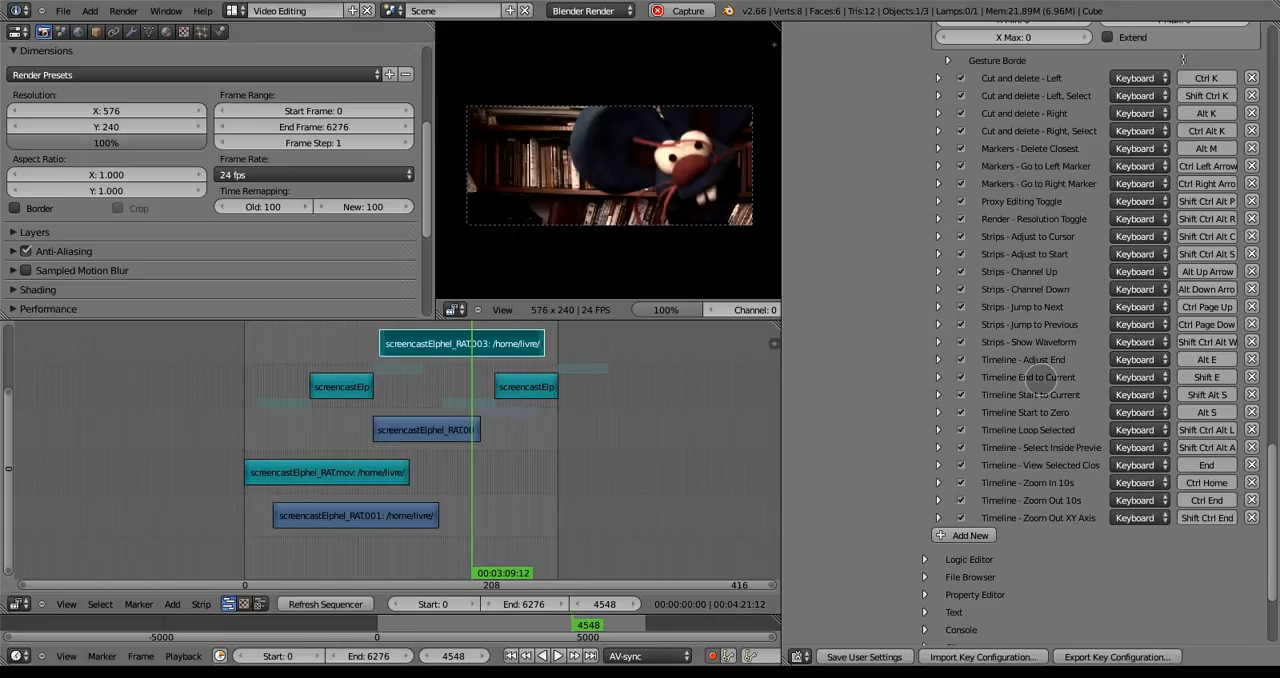 File Add Render Window Help Video Editing Scene Blender Render Capture v2.66 | Verts:8 | Faces:6 | Tris:12 | Objects:1/3 | Lamps:0/1 | Mem:21.89M (6.96M) | Cube
Dimensions
Render Presets
Resolution: Frame Range:
X: 576 Start Frame: 0
Y: 240 End Frame: 6276
100% Frame Step: 1
Aspect Ratio: Frame Rate:
X: 1.000 24 fps
Y: 1.000 Time Remapping:
Border Crop Old: 100 New: 100
Layers
Anti-Aliasing
Sampled Motion Blur
Shading
Performance
View 576 x 240 | 24 FPS 100% Channel: 0
screencastElphel_RAT.003: /home/livre/
screencastElp screencastElp
screencastElphel_RAT.00
screencastElphel_RAT.mov: /home/livre/
screencastElphel_RAT.001: /home/livre/
00:03:09:12
0 208 416
View Select Marker Add Strip Refresh Sequencer Start: 0 End: 6276 4548 00:00:00:00 | 00:04:21:12
4548
-5000 0 5000
View Marker Frame Playback Start: 0 End: 6276 4548 AV-sync
X Max: 0 Extend
Gesture Borde
Cut and delete - Left Keyboard Ctrl K
Cut and delete - Left, Select Keyboard Shift Ctrl K
Cut and delete - Right Keyboard Alt K
Cut and delete - Right, Select Keyboard Ctrl Alt K
Markers - Delete Closest Keyboard Alt M
Markers - Go to Left Marker Keyboard Ctrl Left Arrow
Markers - Go to Right Marker Keyboard Ctrl Right Arro
Proxy Editing Toggle Keyboard Shift Ctrl Alt P
Render - Resolution Toggle Keyboard Shift Ctrl Alt R
Strips - Adjust to Cursor Keyboard Shift Ctrl Alt C
Strips - Adjust to Start Keyboard Shift Ctrl Alt S
Strips - Channel Up Keyboard Alt Up Arrow
Strips - Channel Down Keyboard Alt Down Arro
Strips - Jump to Next Keyboard Ctrl Page Up
Strips - Jump to Previous Keyboard Ctrl Page Dow
Strips - Show Waveform Keyboard Shift Ctrl Alt W
Timeline - Adjust End Keyboard Alt E
Timeline End to Current Keyboard Shift E
Timeline Start to Current Keyboard Shift Alt S
Timeline Start to Zero Keyboard Alt S
Timeline Loop Selected Keyboard Shift Ctrl Alt L
Timeline - Select Inside Previe Keyboard Shift Ctrl Alt A
Timeline - View Selected Clos Keyboard End
Timeline - Zoom In 10s Keyboard Ctrl Home
Timeline - Zoom Out 10s Keyboard Ctrl End
Timeline - Zoom Out XY Axis Keyboard Shift Ctrl End
Add New
Logic Editor
File Browser
Property Editor
Text
Console
Save User Settings Import Key Configuration... Export Key Configuration...